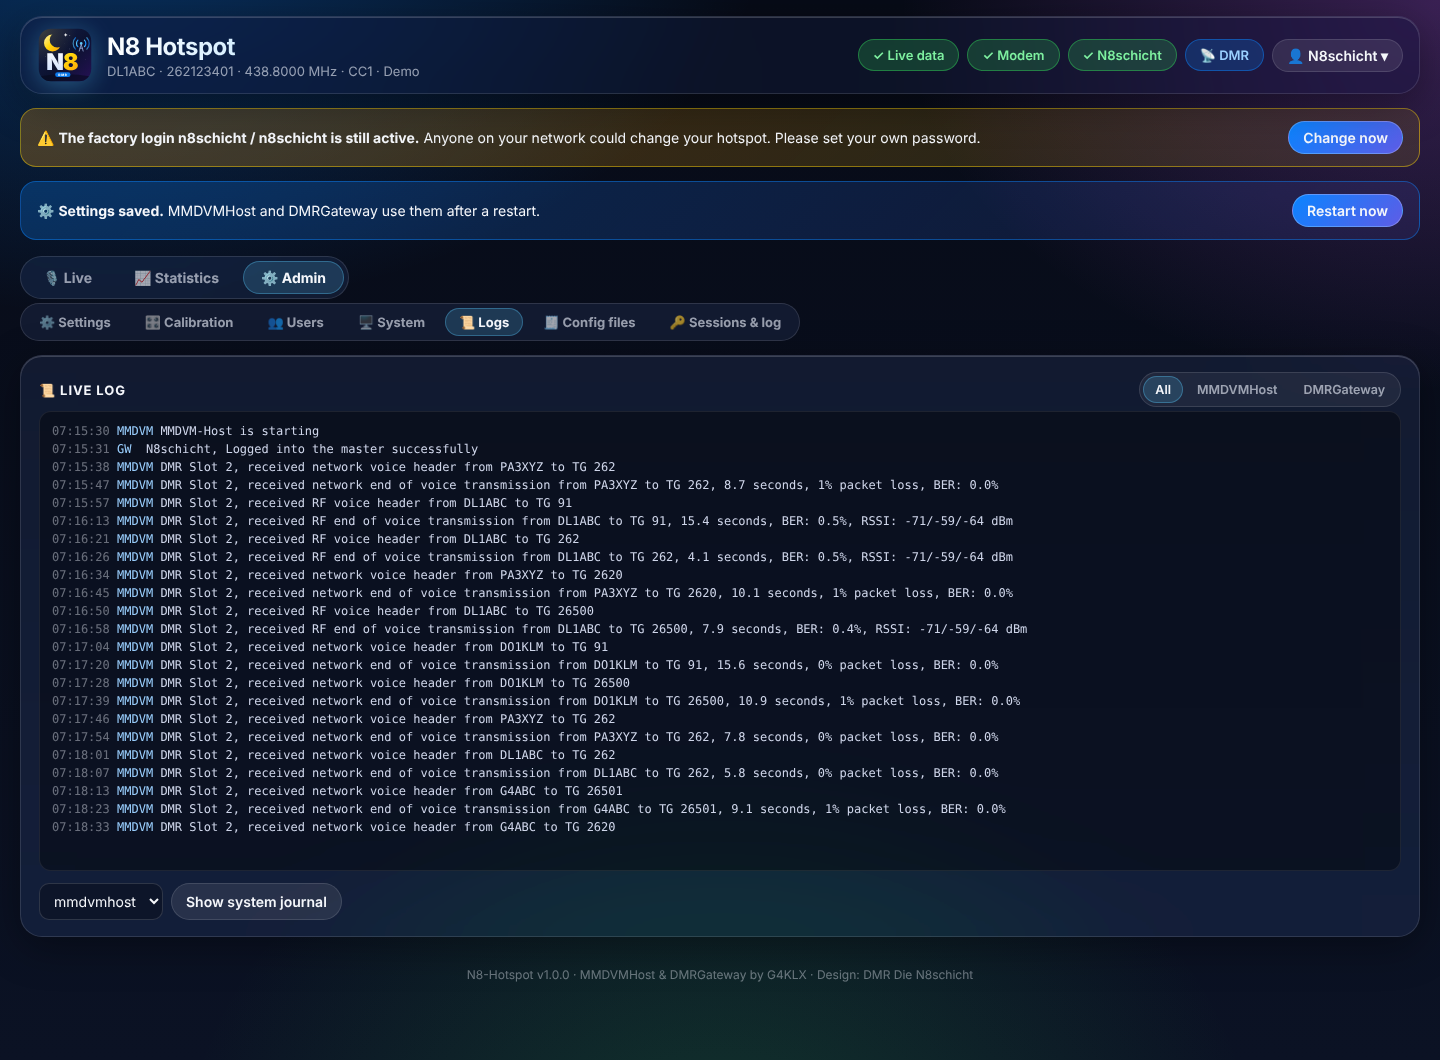 N8
DMR
N8 Hotspot
DL1ABC · 262123401 · 438.8000 MHz · CC1 · Demo
✓ Live data
✓ Modem
✓ N8schicht
DMR
N8schicht ▾
The factory login n8schicht / n8schicht is still active. Anyone on your network could change your hotspot. Please set your own password.
Change now
Settings saved. MMDVMHost and DMRGateway use them after a restart.
Restart now
Live
Statistics
Admin
Settings
Calibration
Users
System
Logs
Config files
Sessions & log
LIVE LOG
All
MMDVMHost
DMRGateway
07:15:30 MMDVM MMDVM-Host is starting
07:15:31 GW N8schicht, Logged into the master successfully
07:15:38 MMDVM DMR Slot 2, received network voice header from PA3XYZ to TG 262
07:15:47 MMDVM DMR Slot 2, received network end of voice transmission from PA3XYZ to TG 262, 8.7 seconds, 1% packet loss, BER: 0.0%
07:15:57 MMDVM DMR Slot 2, received RF voice header from DL1ABC to TG 91
07:16:13 MMDVM DMR Slot 2, received RF end of voice transmission from DL1ABC to TG 91, 15.4 seconds, BER: 0.5%, RSSI: -71/-59/-64 dBm
07:16:21 MMDVM DMR Slot 2, received RF voice header from DL1ABC to TG 262
07:16:26 MMDVM DMR Slot 2, received RF end of voice transmission from DL1ABC to TG 262, 4.1 seconds, BER: 0.5%, RSSI: -71/-59/-64 dBm
07:16:34 MMDVM DMR Slot 2, received network voice header from PA3XYZ to TG 2620
07:16:45 MMDVM DMR Slot 2, received network end of voice transmission from PA3XYZ to TG 2620, 10.1 seconds, 1% packet loss, BER: 0.0%
07:16:50 MMDVM DMR Slot 2, received RF voice header from DL1ABC to TG 26500
07:16:58 MMDVM DMR Slot 2, received RF end of voice transmission from DL1ABC to TG 26500, 7.9 seconds, BER: 0.4%, RSSI: -71/-59/-64 dBm
07:17:04 MMDVM DMR Slot 2, received network voice header from DO1KLM to TG 91
07:17:20 MMDVM DMR Slot 2, received network end of voice transmission from DO1KLM to TG 91, 15.6 seconds, 0% packet loss, BER: 0.0%
07:17:28 MMDVM DMR Slot 2, received network voice header from DO1KLM to TG 26500
07:17:39 MMDVM DMR Slot 2, received network end of voice transmission from DO1KLM to TG 26500, 10.9 seconds, 1% packet loss, BER: 0.0%
07:17:46 MMDVM DMR Slot 2, received network voice header from PA3XYZ to TG 262
07:17:54 MMDVM DMR Slot 2, received network end of voice transmission from PA3XYZ to TG 262, 7.8 seconds, 0% packet loss, BER: 0.0%
07:18:01 MMDVM DMR Slot 2, received network voice header from DL1ABC to TG 262
07:18:07 MMDVM DMR Slot 2, received network end of voice transmission from DL1ABC to TG 262, 5.8 seconds, 0% packet loss, BER: 0.0%
07:18:13 MMDVM DMR Slot 2, received network voice header from G4ABC to TG 26501
07:18:23 MMDVM DMR Slot 2, received network end of voice transmission from G4ABC to TG 26501, 9.1 seconds, 1% packet loss, BER: 0.0%
07:18:33 MMDVM DMR Slot 2, received network voice header from G4ABC to TG 2620
mmdvmhost
Show system journal
N8-Hotspot v1.0.0 · MMDVMHost & DMRGateway by G4KLX · Design: DMR Die N8schicht